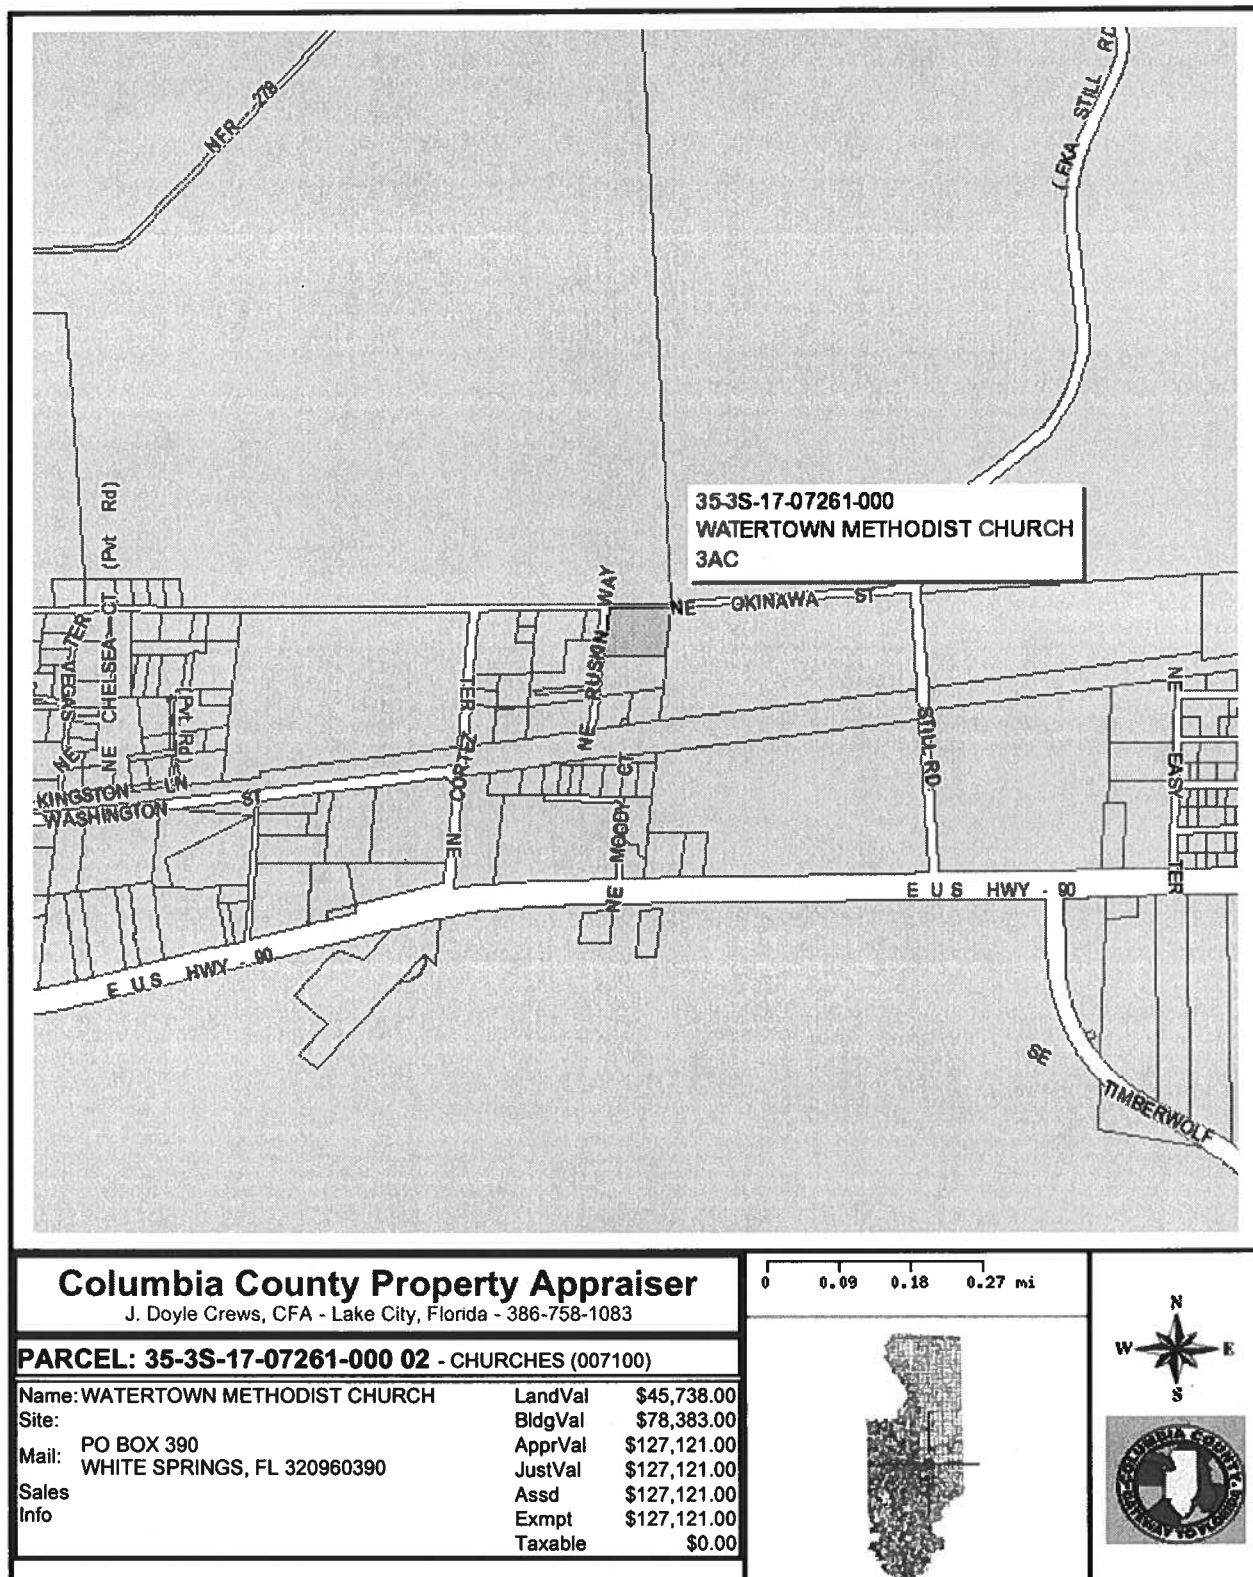 NFR - 278
(FKA STILL RD
35-3S-17-07261-000
WATERTOWN METHODIST CHURCH
3AC
NE CHELSEA CT (Pvt Rd)
NE VEGAS TER
(Pvt Rd)
NE RUSKIN WAY
NE OKINAWA ST
NE CORTEZ TER
STILL RD
NE EASY TER
KINGSTON LN
WASHINGTON ST
NE MOODY CT
E US HWY - 90
E US HWY - 90
SE TIMBERWOLF
Columbia County Property Appraiser
J. Doyle Crews, CFA - Lake City, Florida - 386-758-1083
PARCEL: 35-3S-17-07261-000 02 - CHURCHES (007100)
Name: WATERTOWN METHODIST CHURCH
Site:
Mail: PO BOX 390
WHITE SPRINGS, FL 320960390
Sales
Info
LandVal $45,738.00
BldgVal $78,383.00
ApprVal $127,121.00
JustVal $127,121.00
Assd $127,121.00
Exmpt $127,121.00
Taxable $0.00
0 0.09 0.18 0.27 mi
N
W E
S
COLUMBIA COUNTY
GATEWAY TO FLORIDA